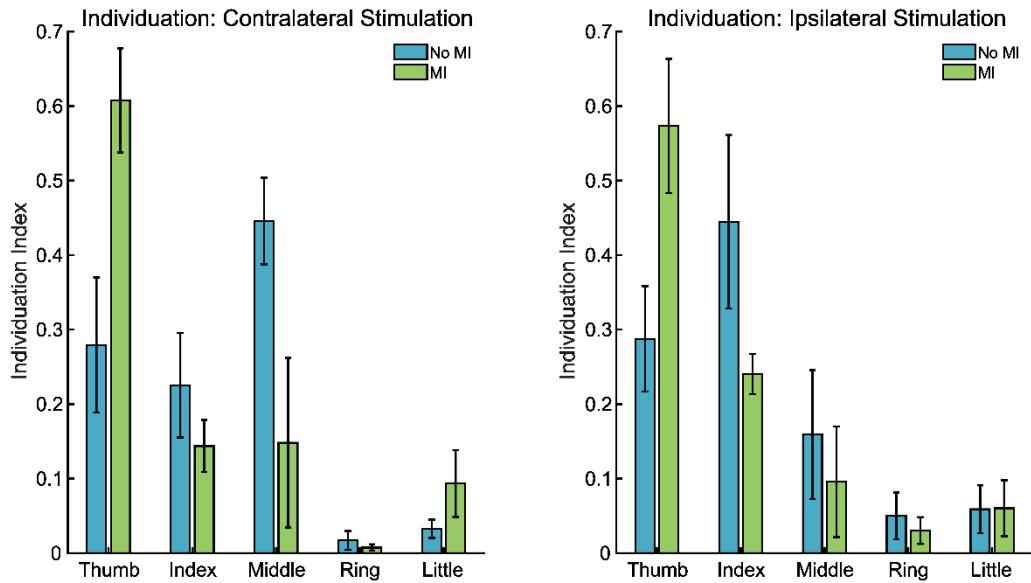 Individuation: Contralateral Stimulation
No MI
MI
0.7
0.6
0.5
0.4
0.3
0.2
0.1
0
Individuation Index
Thumb Index Middle Ring Little
Individuation: Ipsilateral Stimulation
No MI
MI
0.7
0.6
0.5
0.4
0.3
0.2
0.1
0
Individuation Index
Thumb Index Middle Ring Little